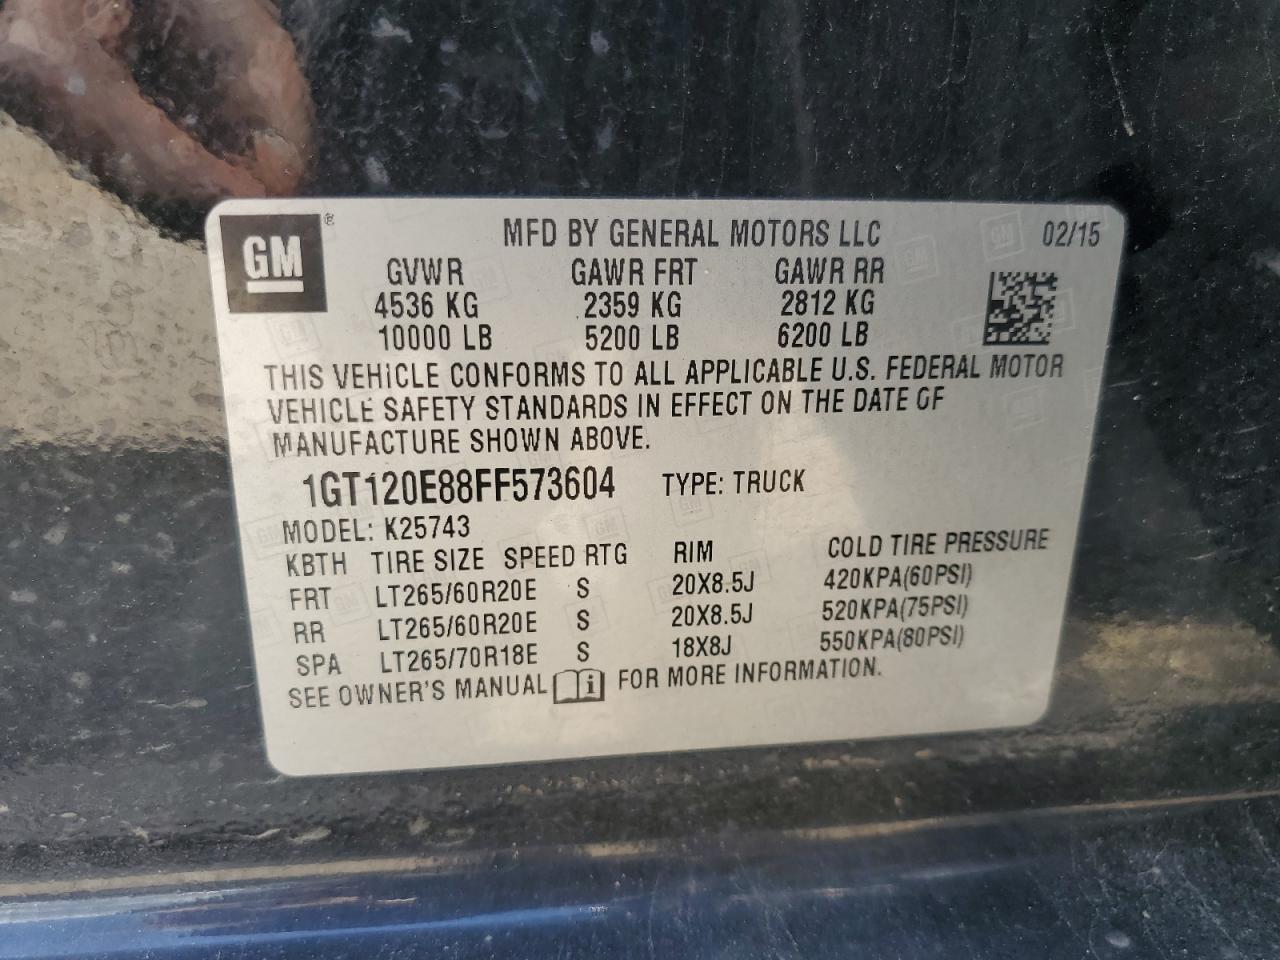 GM ®
MFD BY GENERAL MOTORS LLC 02/15
GVWR GAWR FRT GAWR RR
4536 KG 2359 KG 2812 KG
10000 LB 5200 LB 6200 LB
THIS VEHICLE CONFORMS TO ALL APPLICABLE U.S. FEDERAL MOTOR
VEHICLE SAFETY STANDARDS IN EFFECT ON THE DATE OF
MANUFACTURE SHOWN ABOVE.
1GT120E88FF573604 TYPE: TRUCK
MODEL: K25743
KBTH TIRE SIZE SPEED RTG RIM COLD TIRE PRESSURE
FRT LT265/60R20E S 20X8.5J 420KPA(60PSI)
RR LT265/60R20E S 20X8.5J 520KPA(75PSI)
SPA LT265/70R18E S 18X8J 550KPA(80PSI)
SEE OWNER'S MANUAL i FOR MORE INFORMATION.